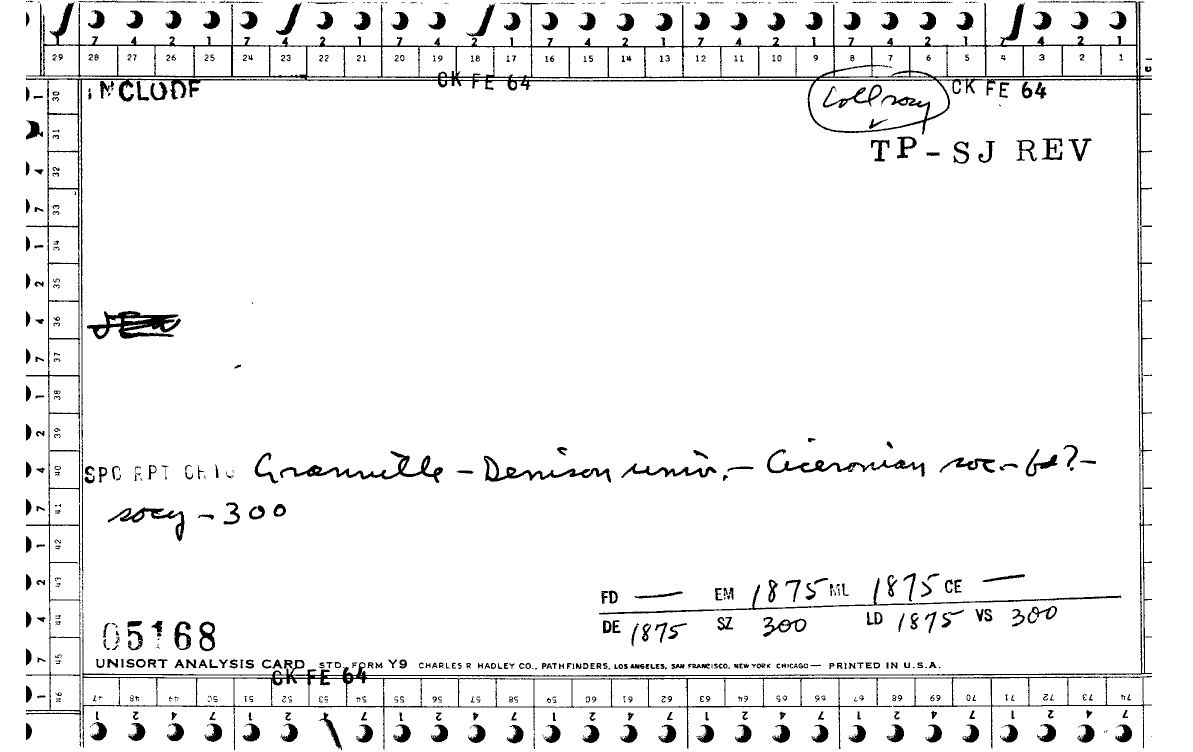 7 4 2 1 7 4 2 1 7 4 2 1 7 4 2 1 7 4 2 1 7 4 2 1 7 4 2 1
29 28 27 26 25 24 23 22 21 20 19 18 17 16 15 14 13 12 11 10 9 8 7 6 5 4 3 2 1
CK FE 64
Coll socy CK FE 64
TP-SJ REV
SPC RPT OHIO Granville - Denison univ. - Ciceronian soc. - fd? -
socy - 300
FD — EM 1875 ML 1875 CE —
DE 1875 SZ 300 LD 1875 VS 300
05168
UNISORT ANALYSIS CARD STD. FORM Y9 CHARLES R HADLEY CO., PATHFINDERS, LOS ANGELES, SAN FRANCISCO, NEW YORK CHICAGO — PRINTED IN U.S.A.
CK FE 64
30
31
32
33
34
35
36
37
38
39
40
41
42
43
44
45
46
47 48 49 50 51 52 53 54 55 56 57 58 59 60 61 62 63 64 65 66 67 68 69 70 71 72 73 74
1 2 4 7 1 2 4 7 1 2 4 7 1 2 4 7 1 2 4 7 1 2 4 7 1 2 4 7